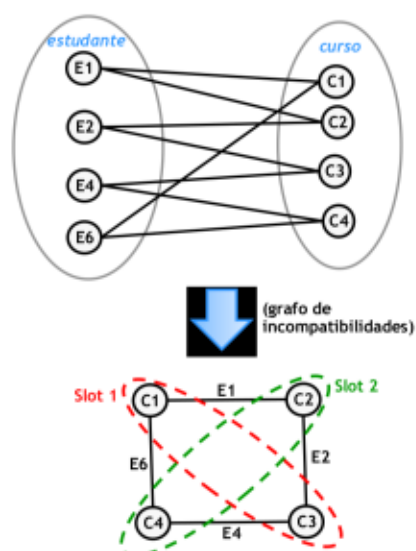 estudante
curso
E1
C1
C2
E2
C3
E4
C4
E6
(grafo de
incompatibilidades)
Slot 1
C1
E1
C2
Slot 2
E6
E2
C4
E4
C3